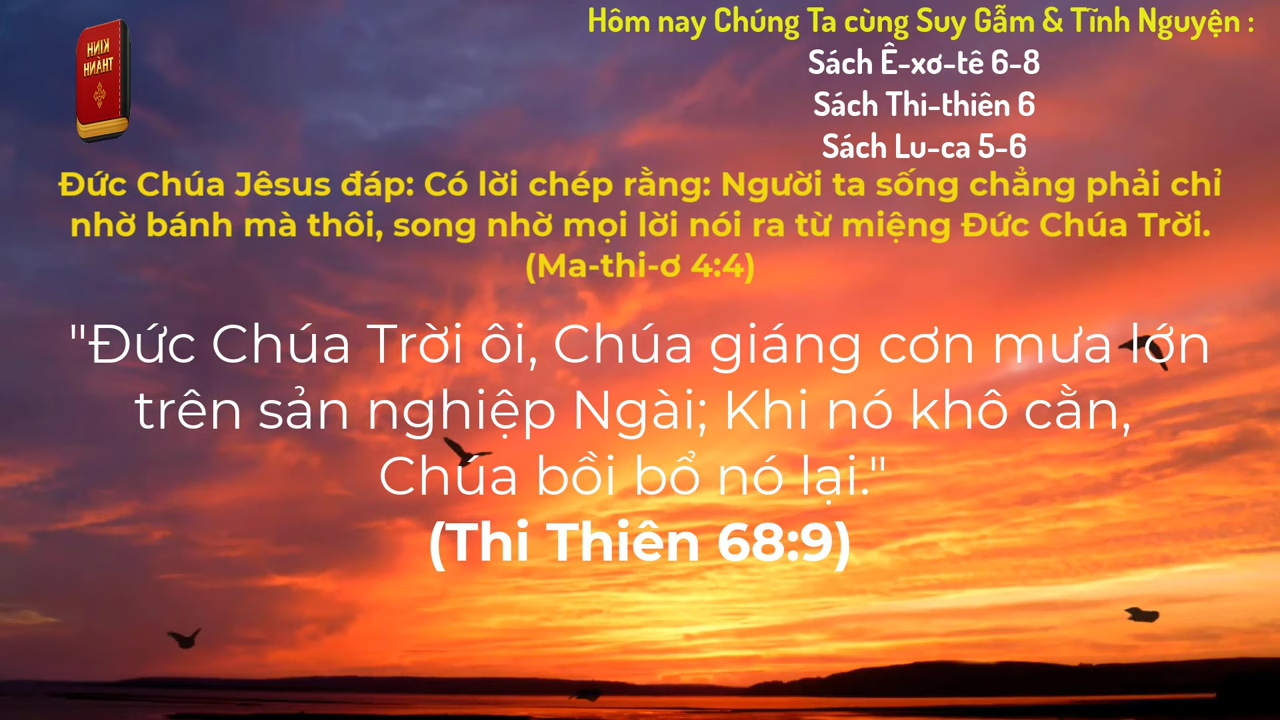 KINH
THÁNH
Hôm nay Chúng Ta cùng Suy Gẫm & Tĩnh Nguyện :
Sách Ê-xơ-tê 6-8
Sách Thi-thiên 6
Sách Lu-ca 5-6
Đức Chúa Jêsus đáp: Có lời chép rằng: Người ta sống chẳng phải chỉ
nhờ bánh mà thôi, song nhờ mọi lời nói ra từ miệng Đức Chúa Trời.
(Ma-thi-ơ 4:4)
"Đức Chúa Trời ôi, Chúa giáng cơn mưa lớn
trên sản nghiệp Ngài; Khi nó khô cằn,
Chúa bồi bổ nó lại."
(Thi Thiên 68:9)